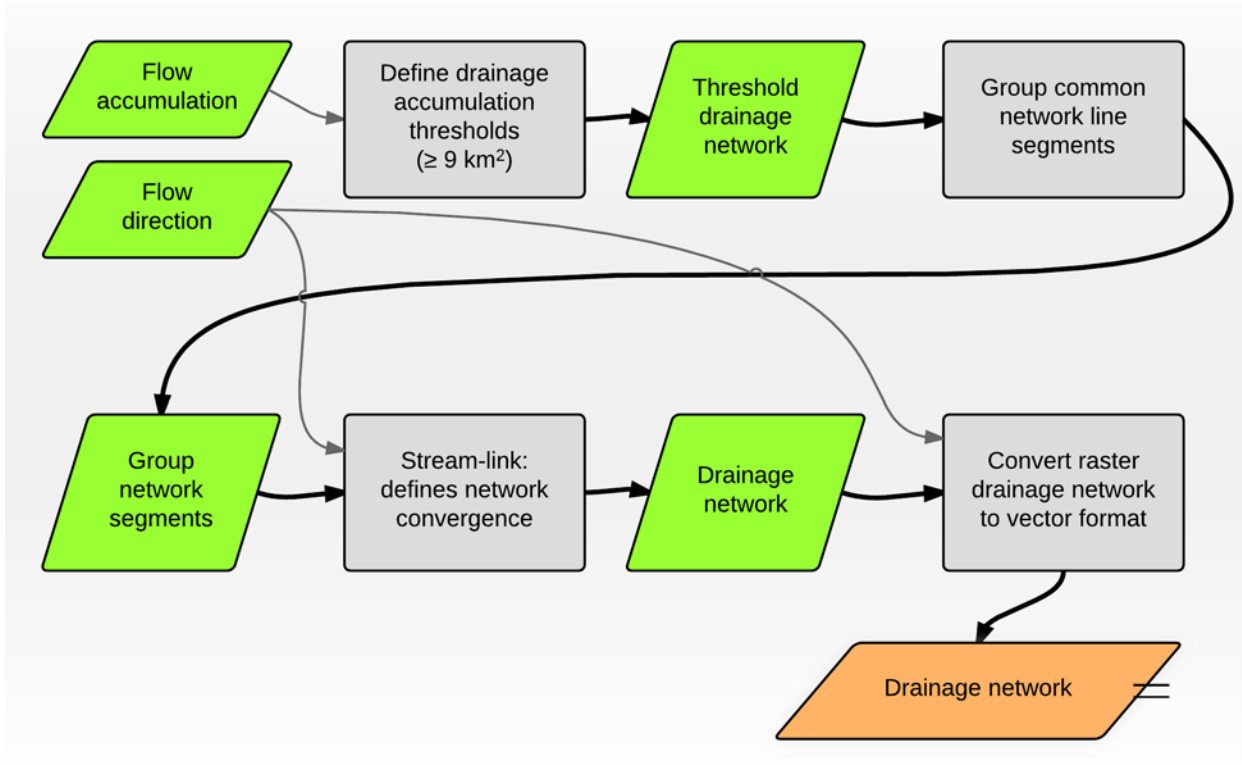 Flow
accumulation
Define drainage
accumulation
thresholds
(≥ 9 km²)
Threshold
drainage
network
Group common
network line
segments
Flow
direction
Group
network
segments
Stream-link:
defines network
convergence
Drainage
network
Convert raster
drainage network
to vector format
Drainage network